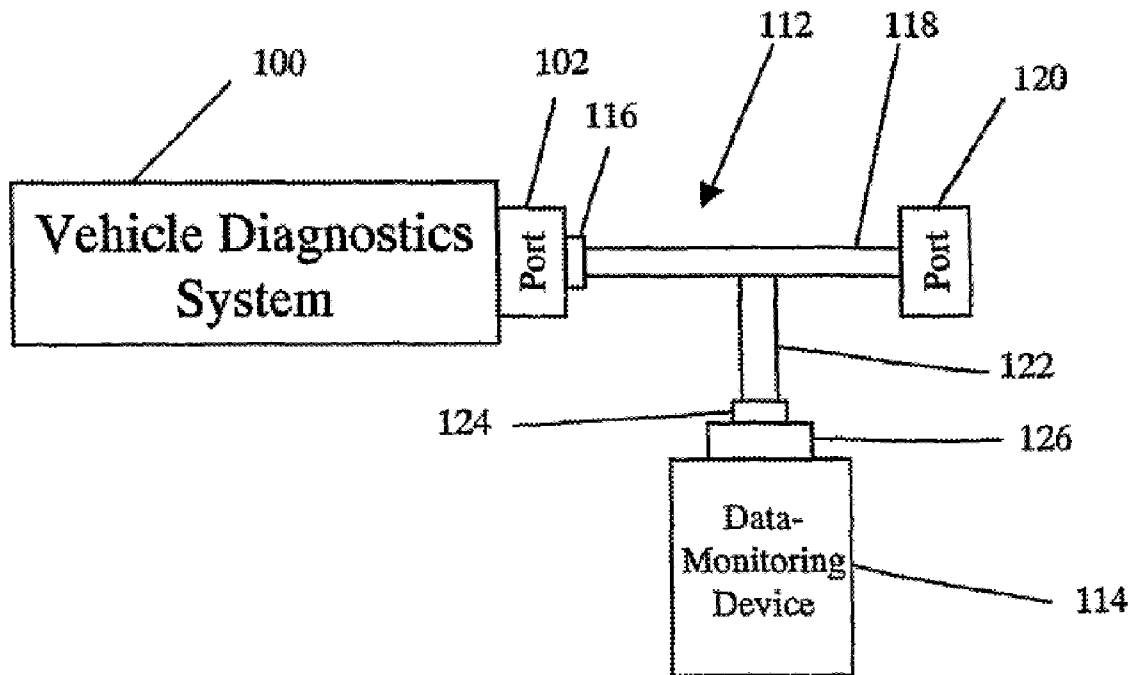 112
118
100
102
120
116
Vehicle Diagnostics
System
Port
Port
122
124
126
Data-
Monitoring
Device
114